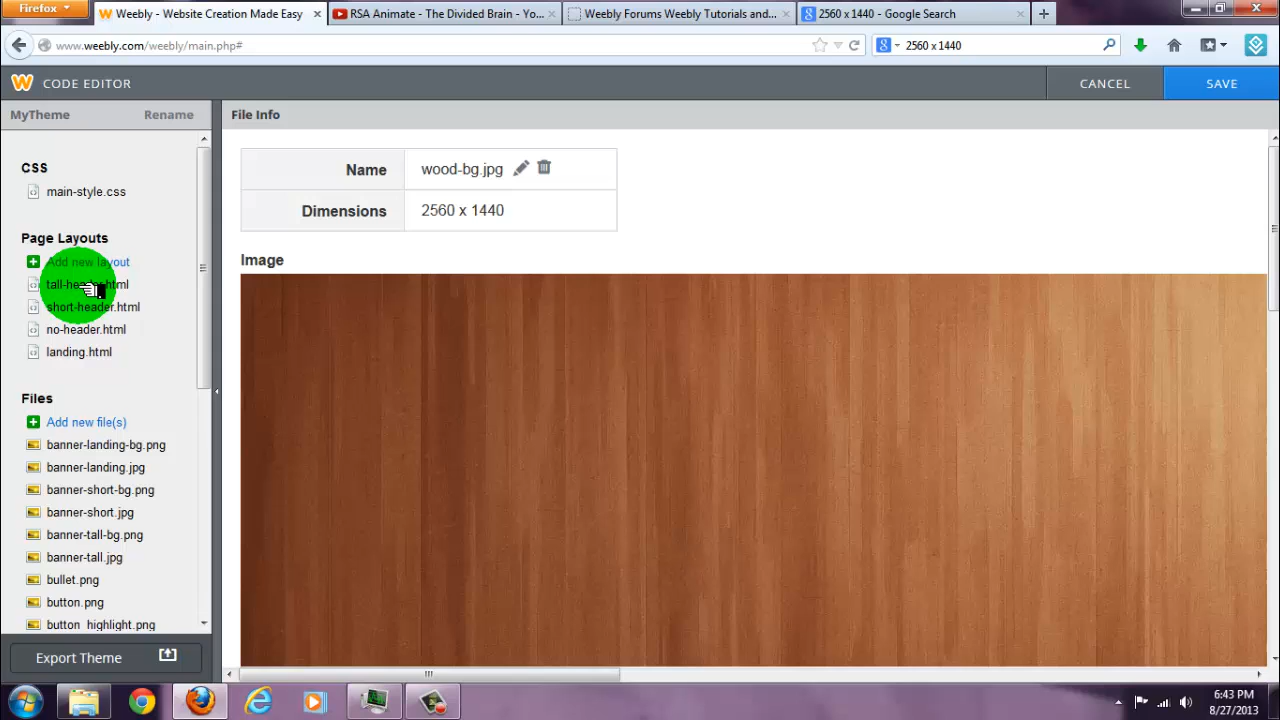 Firefox
Weebly - Website Creation Made Easy
RSA Animate - The Divided Brain - Yo...
Weebly Forums Weebly Tutorials and...
2560 x 1440 - Google Search
www.weebly.com/weebly/main.php#
2560 x 1440
CODE EDITOR
CANCEL
SAVE
MyTheme
Rename
File Info
CSS
main-style.css
Page Layouts
Add new layout
tall-header.html
short-header.html
no-header.html
landing.html
Files
Add new file(s)
banner-landing-bg.png
banner-landing.jpg
banner-short-bg.png
banner-short.jpg
banner-tall-bg.png
banner-tall.jpg
bullet.png
button.png
button_highlight.png
Export Theme
Name
wood-bg.jpg
Dimensions
2560 x 1440
Image
6:43 PM
8/27/2013